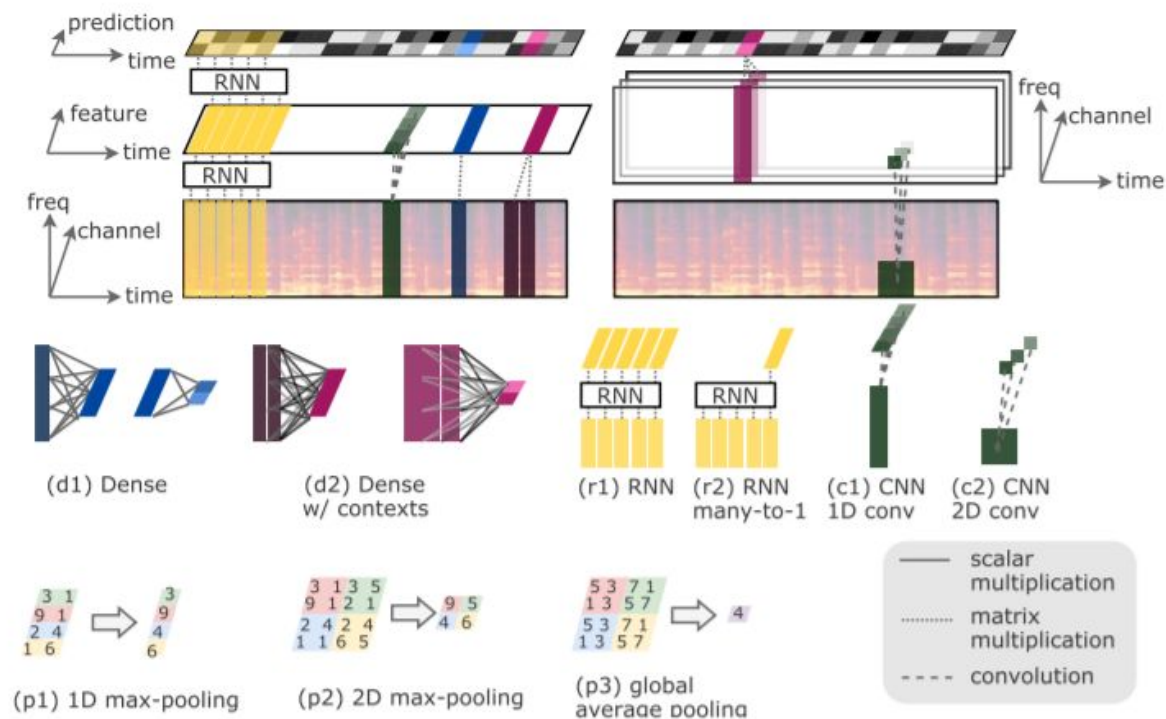 prediction
time
RNN
feature
time
RNN
freq
channel
time
freq
channel
time
RNN
RNN
(d1) Dense
(d2) Dense
w/ contexts
(r1) RNN
(r2) RNN
many-to-1
(c1) CNN
1D conv
(c2) CNN
2D conv
3 1
9 1
2 4
1 6
3
9
4
6
(p1) 1D max-pooling
3 1 3 5
9 1 2 1
2 4 2 4
1 1 6 5
9 5
4 6
(p2) 2D max-pooling
5 3 7 1
1 3 5 7
5 3 7 1
1 3 5 7
4
(p3) global
average pooling
scalar
multiplication
matrix
multiplication
convolution